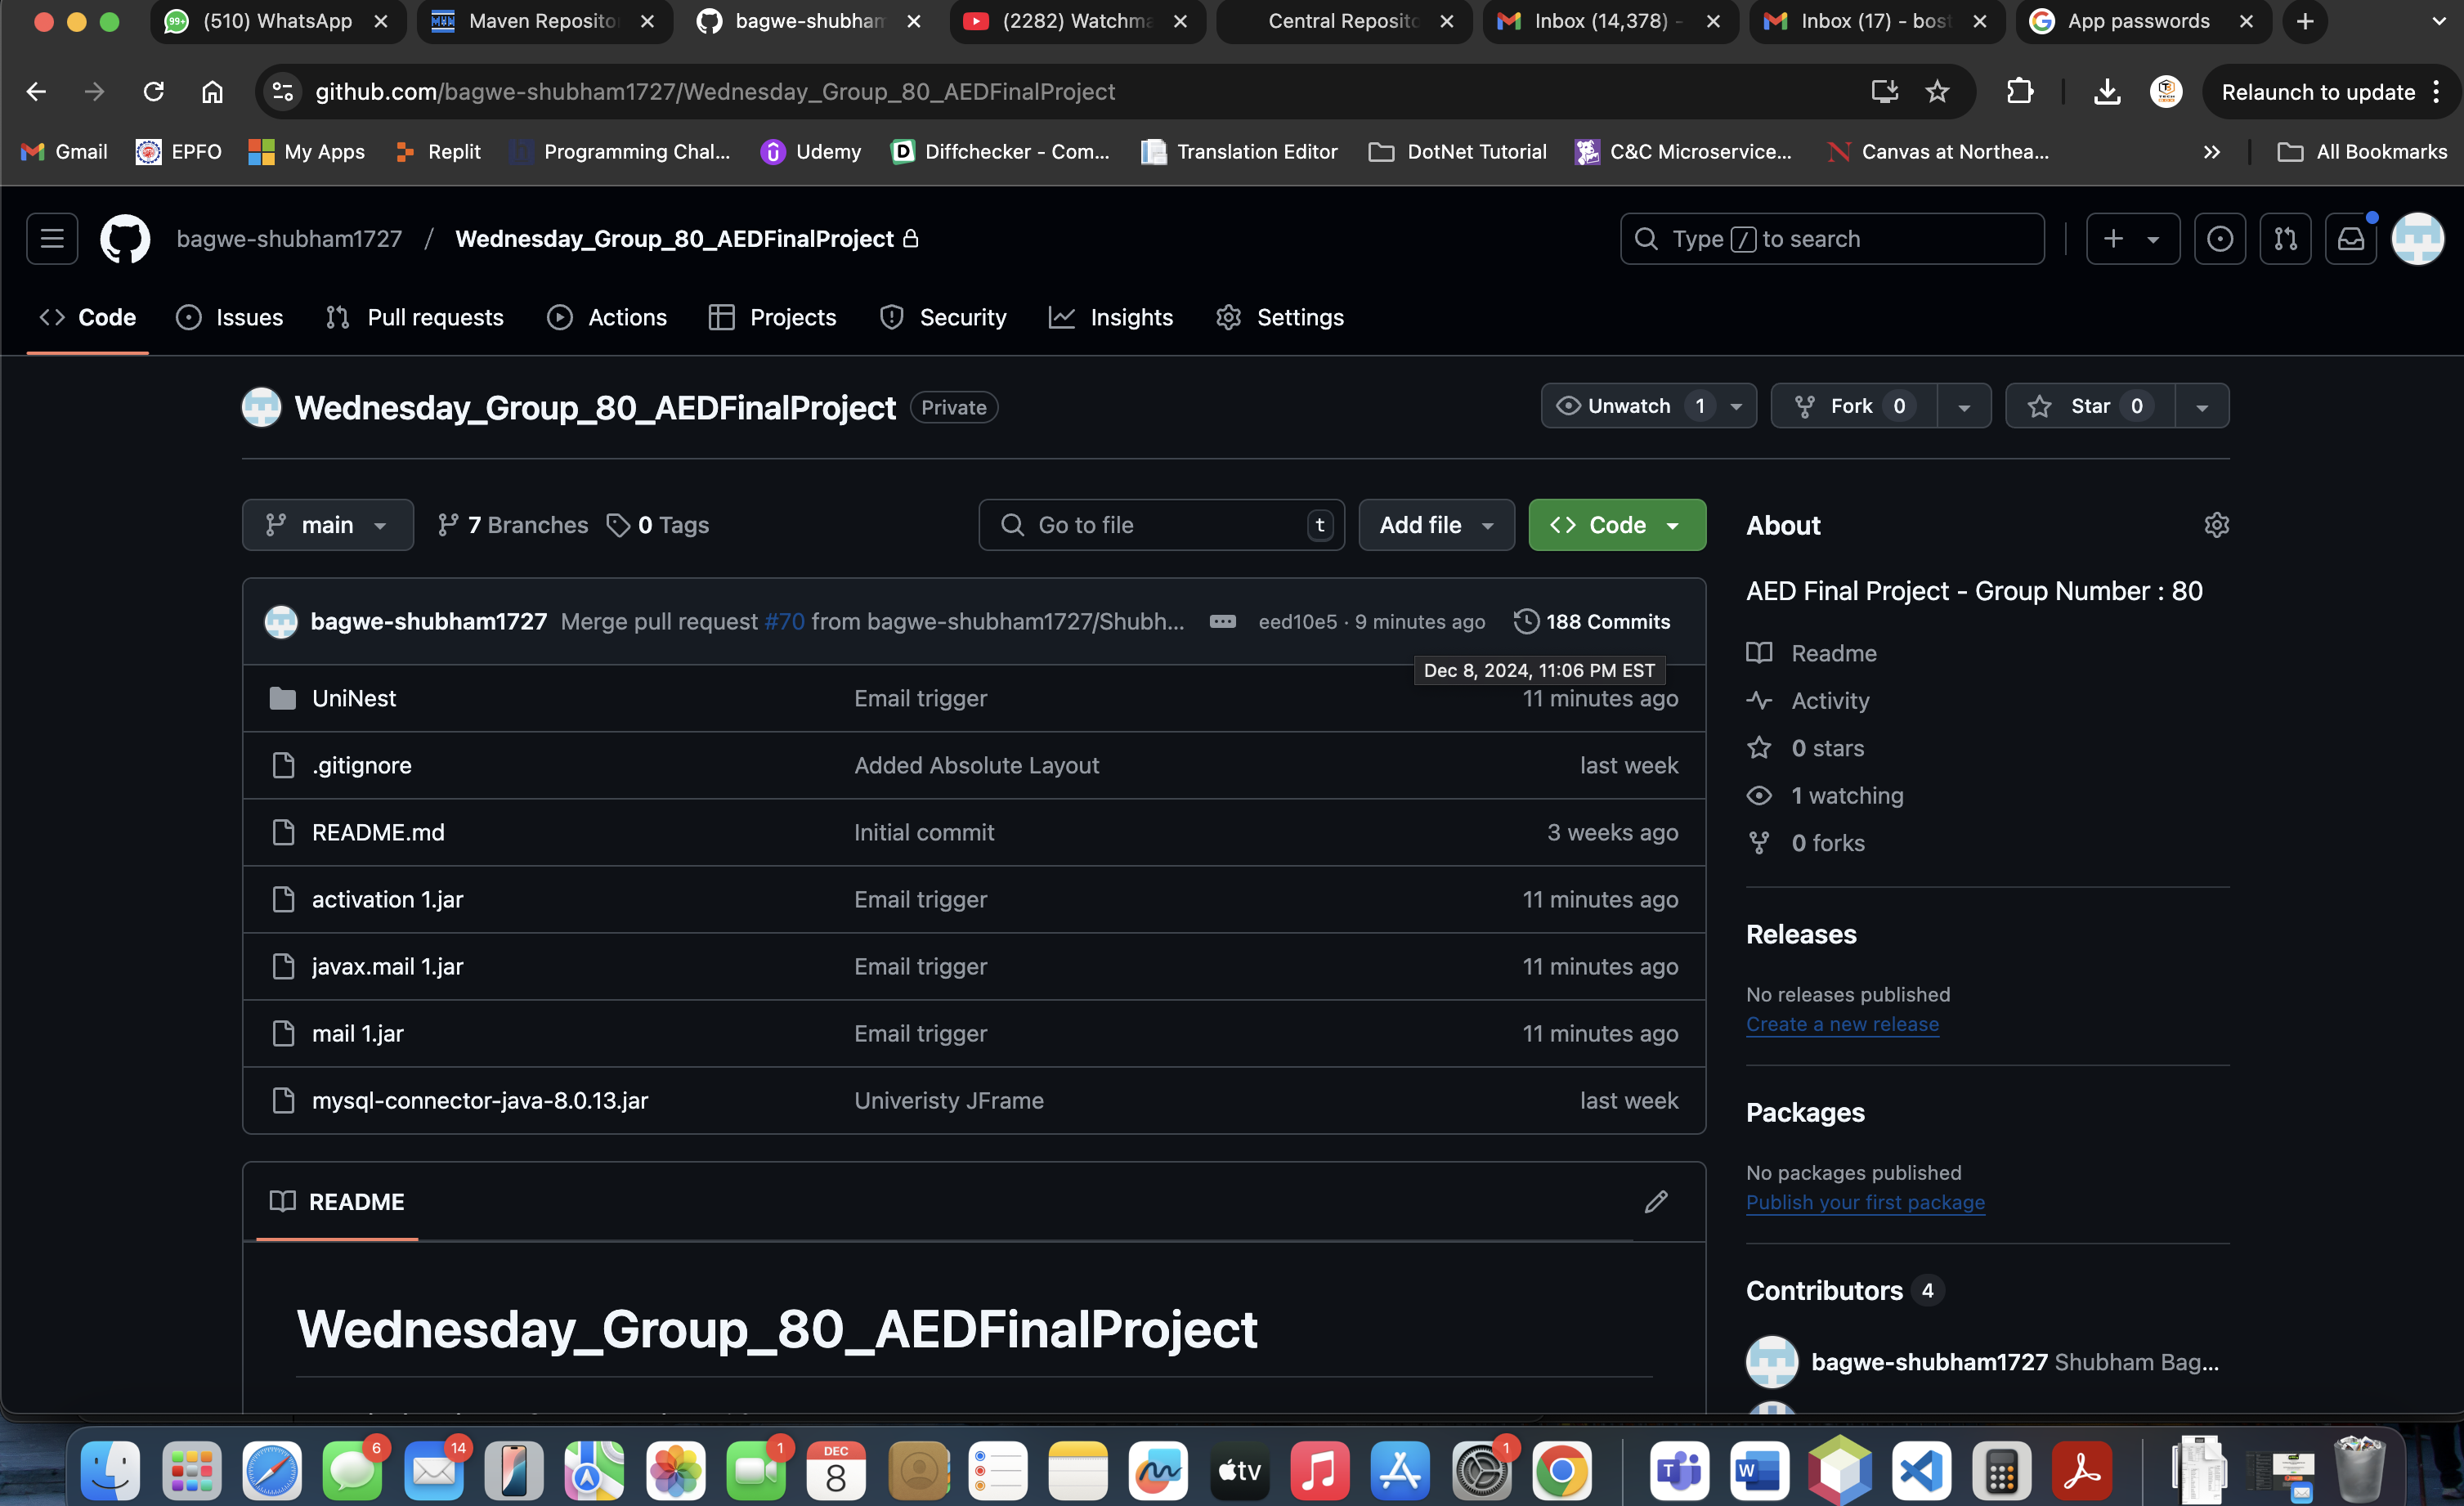 (510) WhatsApp
Maven Reposito
bagwe-shubham
(2282) Watchma
Central Reposito
Inbox (14,378) -
Inbox (17) - bost
App passwords
github.com/bagwe-shubham1727/Wednesday_Group_80_AEDFinalProject
Relaunch to update
Gmail
EPFO
My Apps
Replit
Programming Chal...
Udemy
Diffchecker - Com...
Translation Editor
DotNet Tutorial
C&C Microservice...
Canvas at Northea...
All Bookmarks
bagwe-shubham1727 / Wednesday_Group_80_AEDFinalProject
Type / to search
Code
Issues
Pull requests
Actions
Projects
Security
Insights
Settings
Wednesday_Group_80_AEDFinalProject Private
Unwatch 1
Fork 0
Star 0
main
7 Branches
0 Tags
Go to file t
Add file
Code
bagwe-shubham1727 Merge pull request #70 from bagwe-shubham1727/Shubh... eed10e5 · 9 minutes ago 188 Commits
Dec 8, 2024, 11:06 PM EST
UniNest Email trigger 11 minutes ago
.gitignore Added Absolute Layout last week
README.md Initial commit 3 weeks ago
activation 1.jar Email trigger 11 minutes ago
javax.mail 1.jar Email trigger 11 minutes ago
mail 1.jar Email trigger 11 minutes ago
mysql-connector-java-8.0.13.jar Univeristy JFrame last week
README
Wednesday_Group_80_AEDFinalProject
About
AED Final Project - Group Number : 80
Readme
Activity
0 stars
1 watching
0 forks
Releases
No releases published
Create a new release
Packages
No packages published
Publish your first package
Contributors 4
bagwe-shubham1727 Shubham Bag...
6
14
1
DEC
8
tv
1